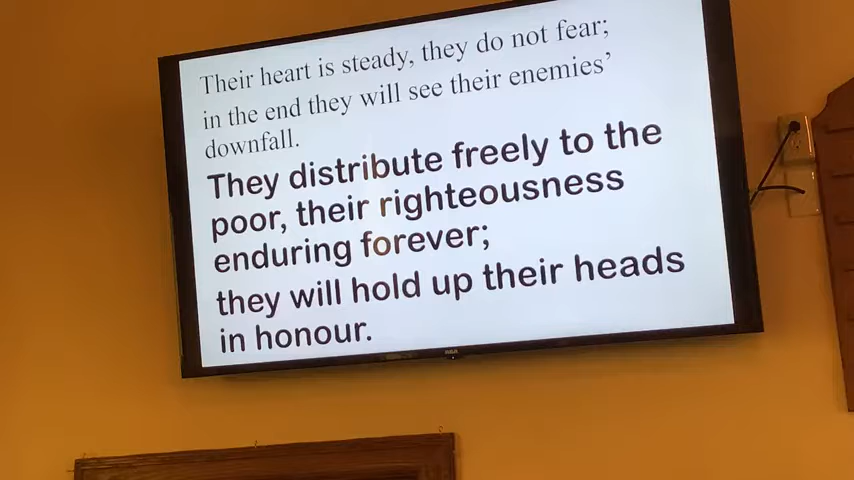 Their heart is steady, they do not fear;
in the end they will see their enemies’
downfall.
They distribute freely to the
poor, their righteousness
enduring forever;
they will hold up their heads
in honour.
RCA